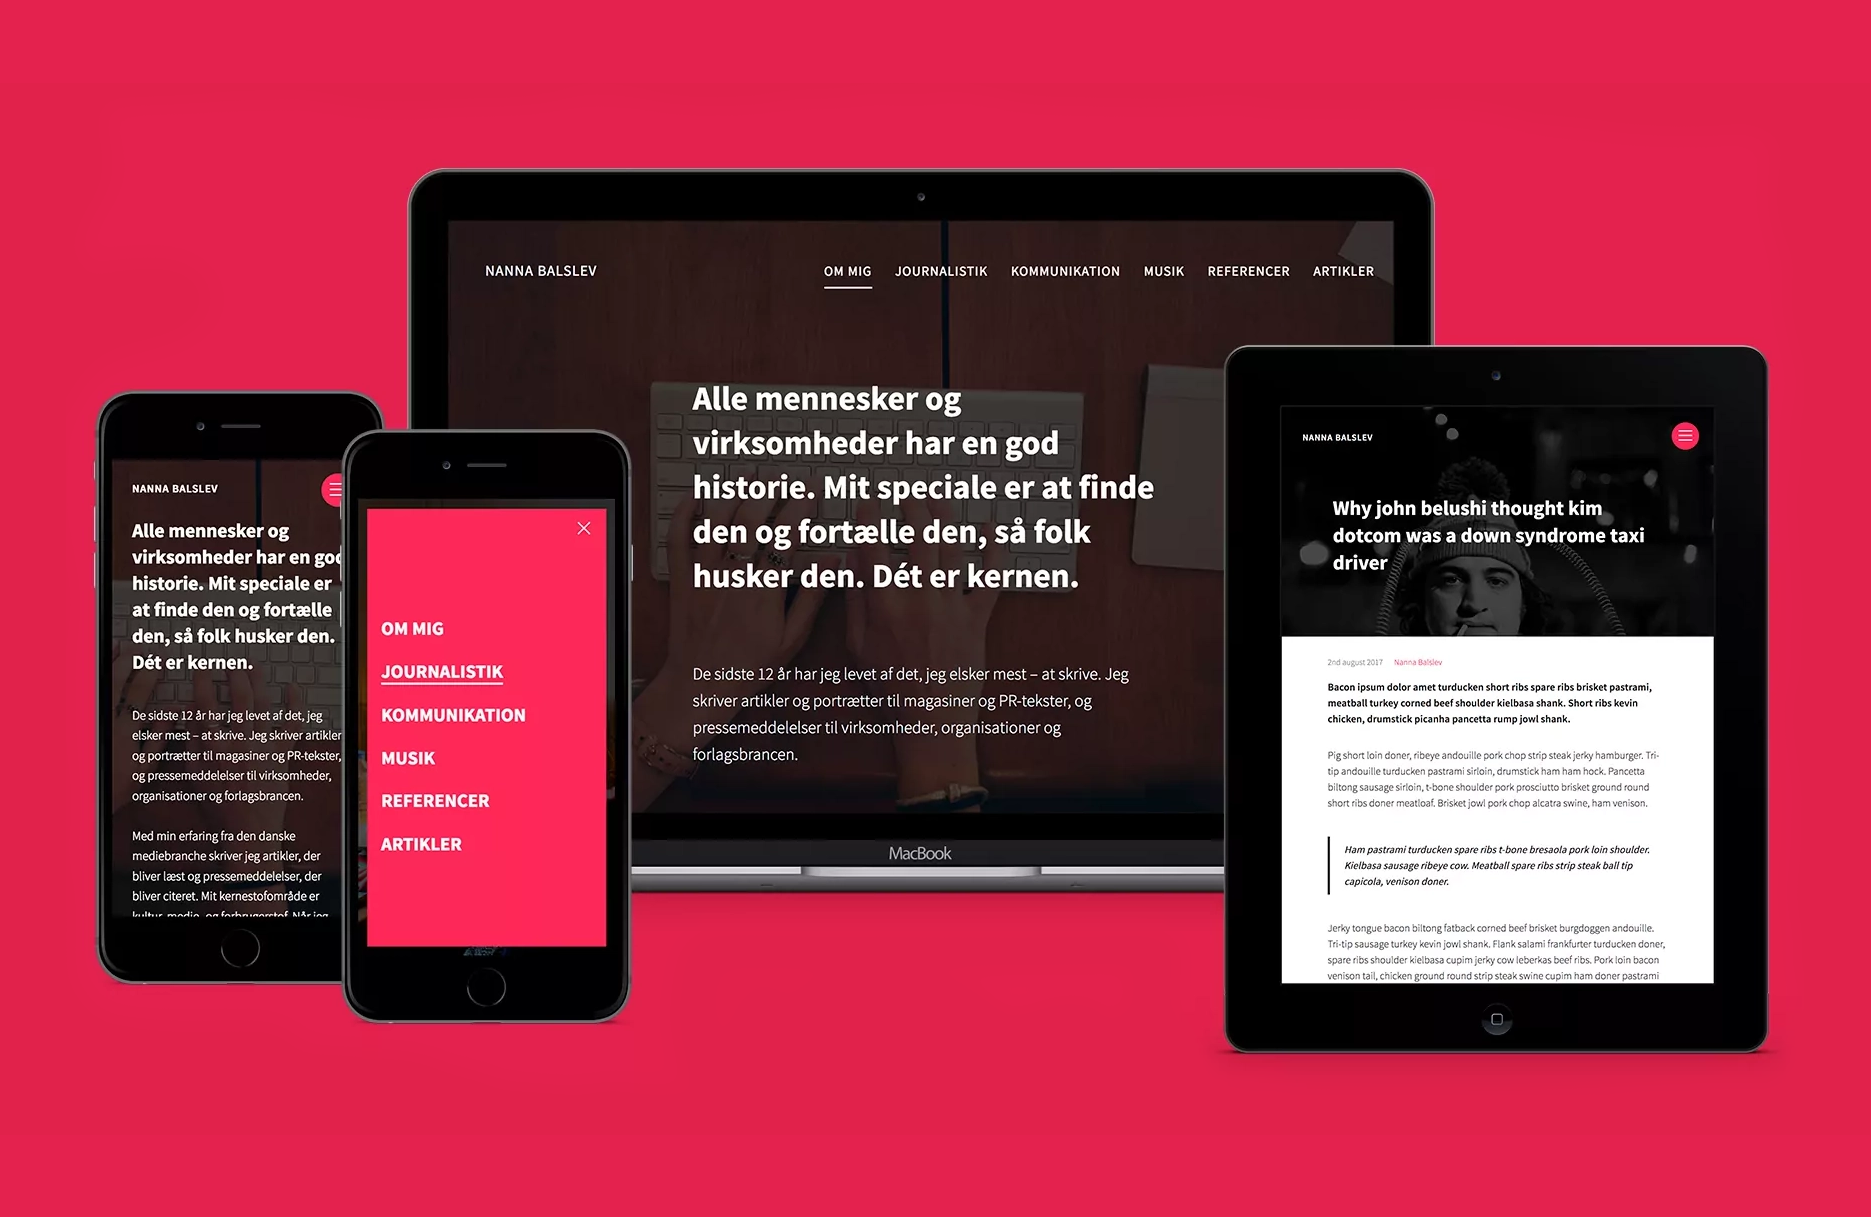 NANNA BALSLEV
OM MIG JOURNALISTIK KOMMUNIKATION MUSIK REFERENCER ARTIKLER
Alle mennesker og
virksomheder har en god
historie. Mit speciale er at finde
den og fortælle den, så folk
husker den. Dét er kernen.
De sidste 12 år har jeg levet af det, jeg elsker mest – at skrive. Jeg
skriver artikler og portrætter til magasiner og PR-tekster, og
pressemeddelelser til virksomheder, organisationer og
forlagsbrancen.
MacBook
NANNA BALSLEV
Alle mennesker og
virksomheder har en god
historie. Mit speciale er
at finde den og fortælle
den, så folk husker den.
Dét er kernen.
De sidste 12 år har jeg levet af det, jeg
elsker mest – at skrive. Jeg skriver artikler
og portrætter til magasiner og PR-tekster,
og pressemeddelelser til virksomheder,
organisationer og forlagsbrancen.
Med min erfaring fra den danske
mediebranche skriver jeg artikler, der
bliver læst og pressemeddelelser, der
bliver citeret. Mit kernestofområde er
kultur, medie, og forbrugerstof. Når jeg
OM MIG
JOURNALISTIK
KOMMUNIKATION
MUSIK
REFERENCER
ARTIKLER
NANNA BALSLEV
Why john belushi thought kim
dotcom was a down syndrome taxi
driver
2nd august 2017 Nanna Balslev
Bacon ipsum dolor amet turducken short ribs spare ribs brisket pastrami,
meatball turkey corned beef shoulder kielbasa shank. Short ribs kevin
chicken, drumstick picanha pancetta rump jowl shank.
Pig short loin doner, ribeye andouille pork chop strip steak jerky hamburger. Tri-
tip andouille turducken pastrami sirloin, drumstick ham ham hock. Pancetta
biltong sausage sirloin, t-bone shoulder pork prosciutto brisket ground round
short ribs doner meatloaf. Brisket jowl pork chop alcatra swine, ham venison.
Ham pastrami turducken spare ribs t-bone bresaola pork loin shoulder.
Kielbasa sausage ribeye cow. Meatball spare ribs strip steak ball tip
capicola, venison doner.
Jerky tongue bacon biltong fatback corned beef brisket burgdoggen andouille.
Tri-tip sausage turkey kevin jowl shank. Flank salami frankfurter turducken doner,
spare ribs shoulder kielbasa cupim jerky cow leberkas beef ribs. Pork loin bacon
venison tail, chicken ground round strip steak swine cupim ham doner pastrami